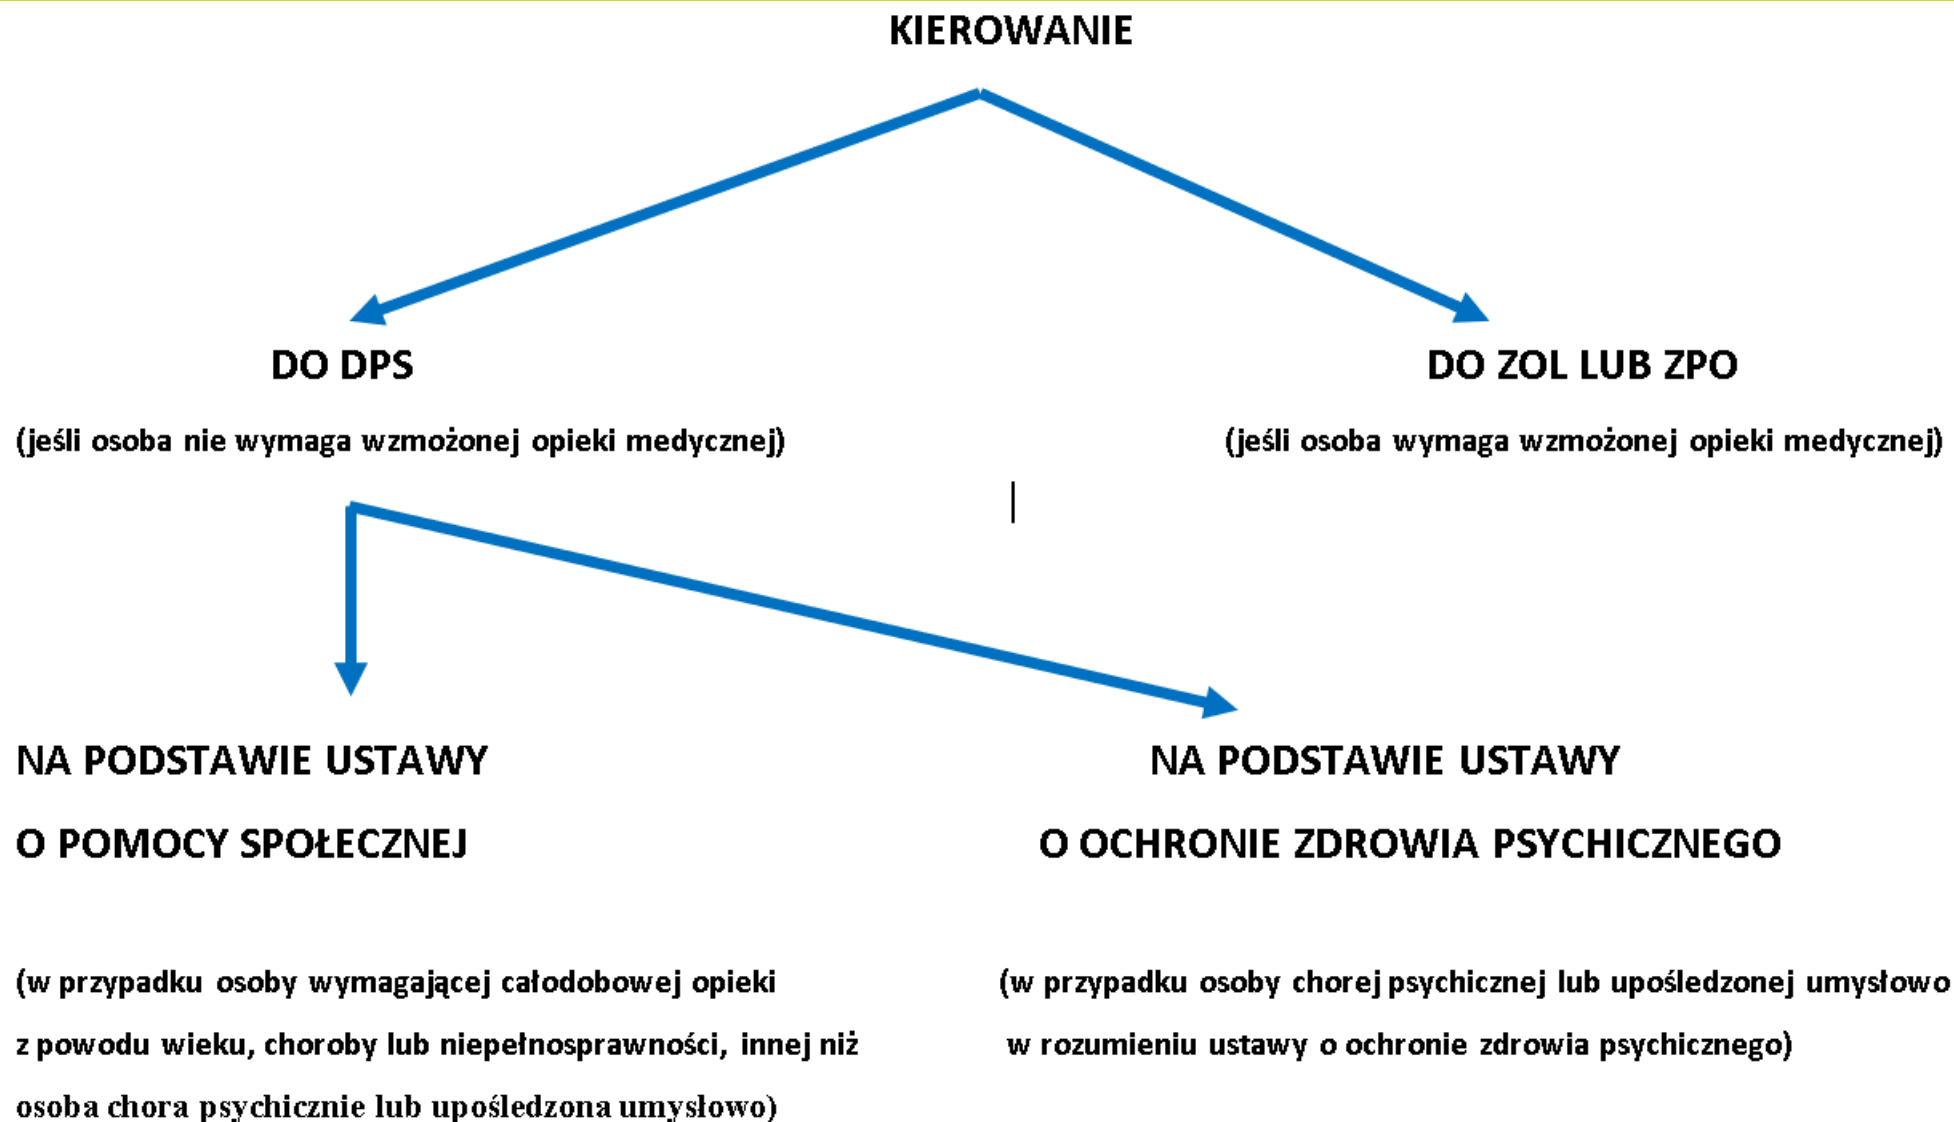 KIEROWANIE
DO DPS
DO ZOL LUB ZPO
(jeśli osoba nie wymaga wzmożonej opieki medycznej)
(jeśli osoba wymaga wzmożonej opieki medycznej)
NA PODSTAWIE USTAWY
O POMOCY SPOŁECZNEJ
(w przypadku osoby wymagającej całodobowej opieki
z powodu wieku, choroby lub niepełnosprawności, innej niż
osoba chora psychicznie lub upośledzona umysłowo)
NA PODSTAWIE USTAWY
O OCHRONIE ZDROWIA PSYCHICZNEGO
(w przypadku osoby chorej psychicznej lub upośledzonej umysłowo
w rozumieniu ustawy o ochronie zdrowia psychicznego)